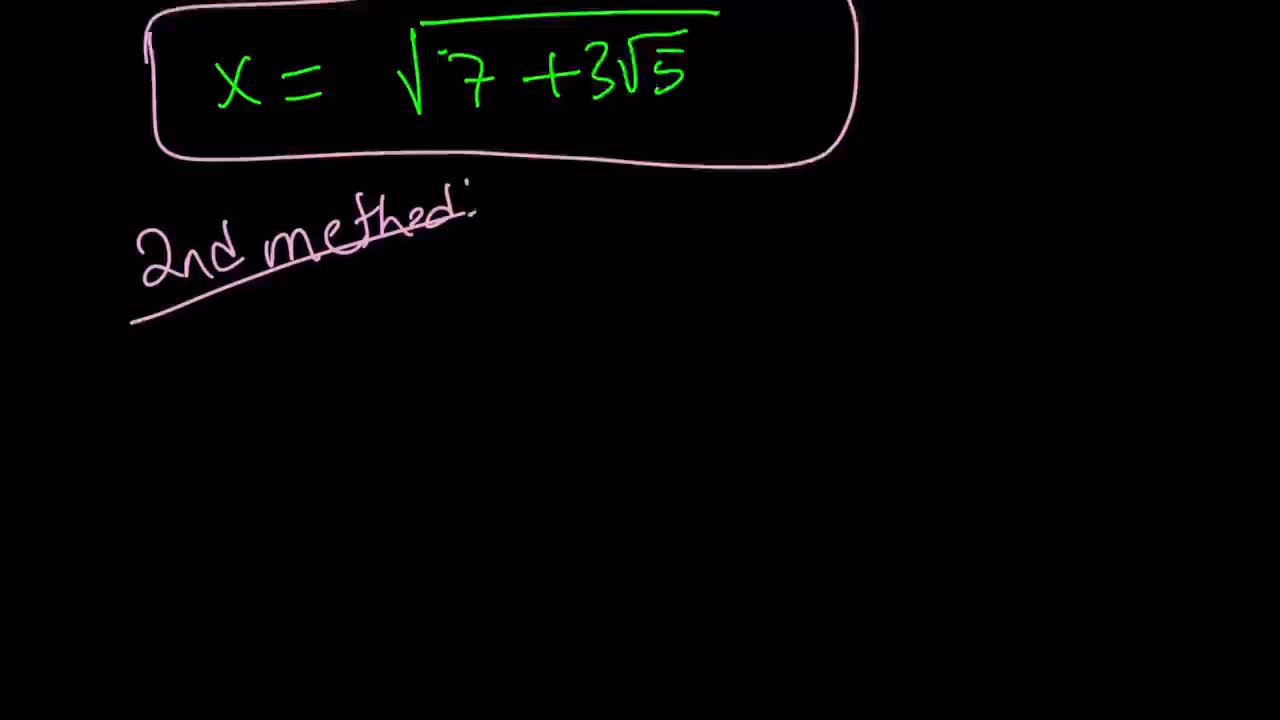 x = √(7 + 3√5)
2nd method: